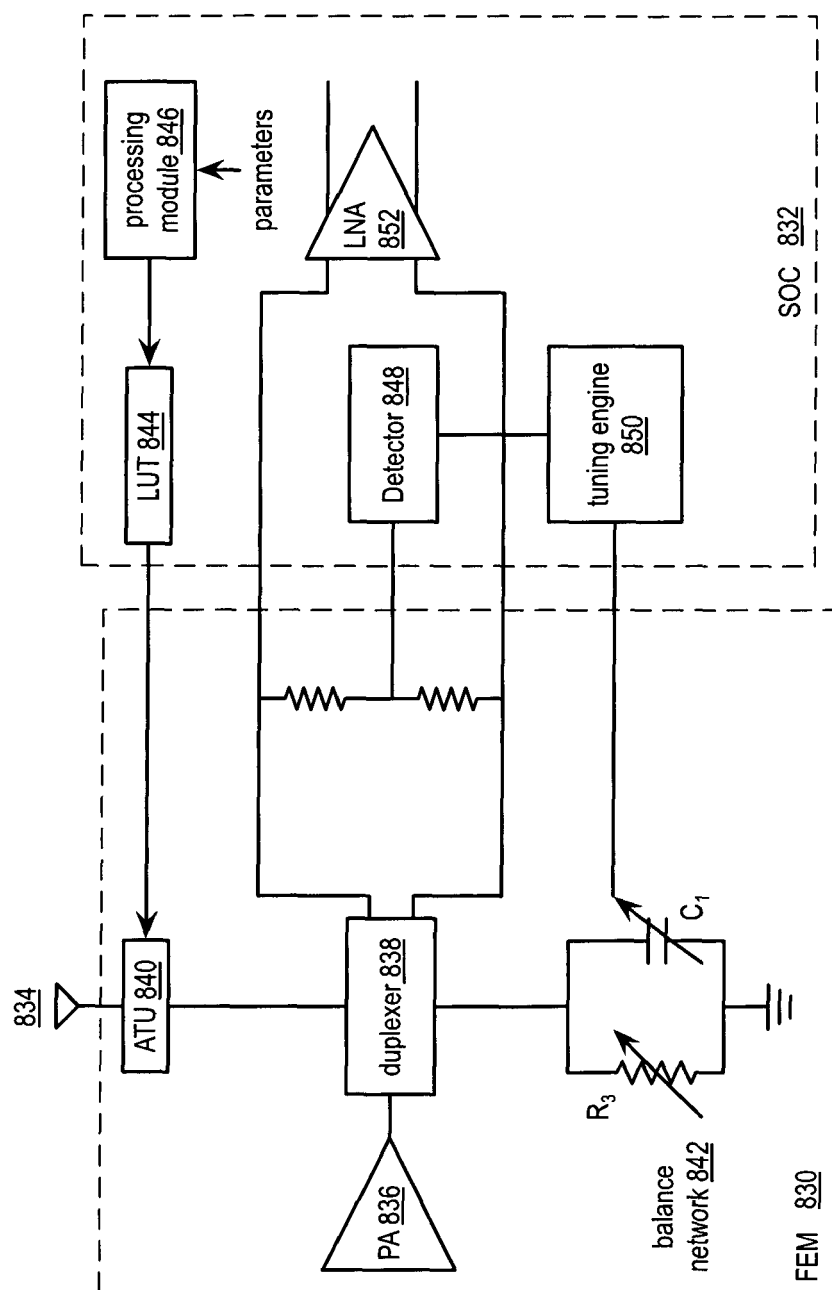 834
ATU 840
LUT 844
processing
module 846
parameters
PA 836
duplexer 838
Detector 848
LNA
852
tuning engine
850
R3
C1
balance
network 842
FEM 830
SOC 832